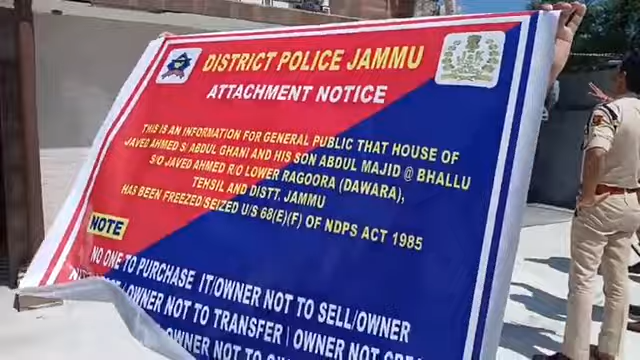 DISTRICT POLICE JAMMU
ATTACHMENT NOTICE
THIS IS AN INFORMATION FOR GENERAL PUBLIC THAT HOUSE OF
JAVED AHMED S/ ABDUL GHANI AND HIS SON ABDUL MAJID @ BHALLU
S/O JAVED AHMED R/O LOWER RAGOORA (DAWARA),
TEHSIL AND DISTT. JAMMU
HAS BEEN FREEZED/SEIZED U/S 68(E)(F) OF NDPS ACT 1985
NOTE
NO ONE TO PURCHASE IT/OWNER NOT TO SELL/OWNER
OWNER NOT TO TRANSFER | OWNER NOT
OWNER NOT TO